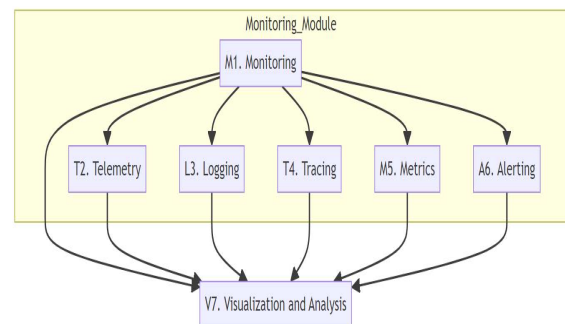 Monitoring_Module
M1. Monitoring
T2. Telemetry
L3. Logging
T4. Tracing
M5. Metrics
A6. Alerting
V7. Visualization and Analysis